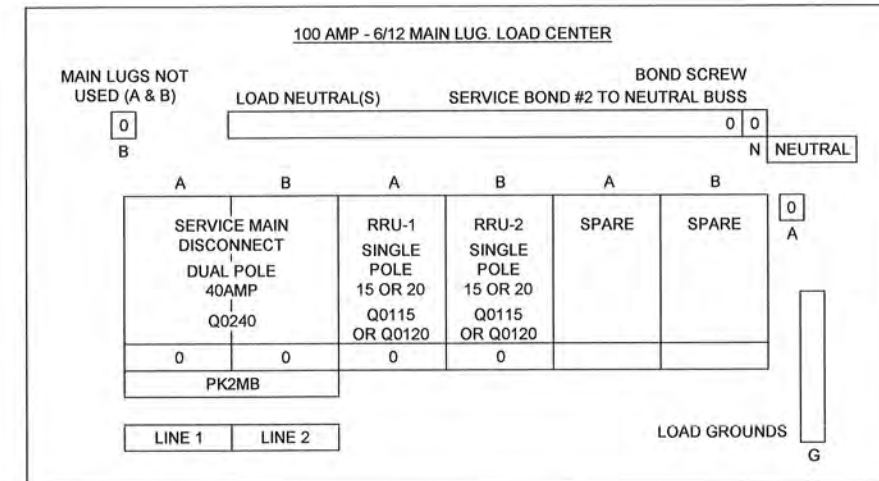 100 AMP - 6/12 MAIN LUG. LOAD CENTER
MAIN LUGS NOT
USED (A & B)
0
B
LOAD NEUTRAL(S)
BOND SCREW
SERVICE BOND #2 TO NEUTRAL BUSS
0 0
N NEUTRAL
A B A B A B
0
A
SERVICE MAIN
DISCONNECT
DUAL POLE
40AMP
Q0240
RRU-1
SINGLE
POLE
15 OR 20
Q0115
OR Q0120
RRU-2
SINGLE
POLE
15 OR 20
Q0115
OR Q0120
SPARE
SPARE
0 0 0 0
PK2MB
LINE 1 LINE 2
LOAD GROUNDS
G